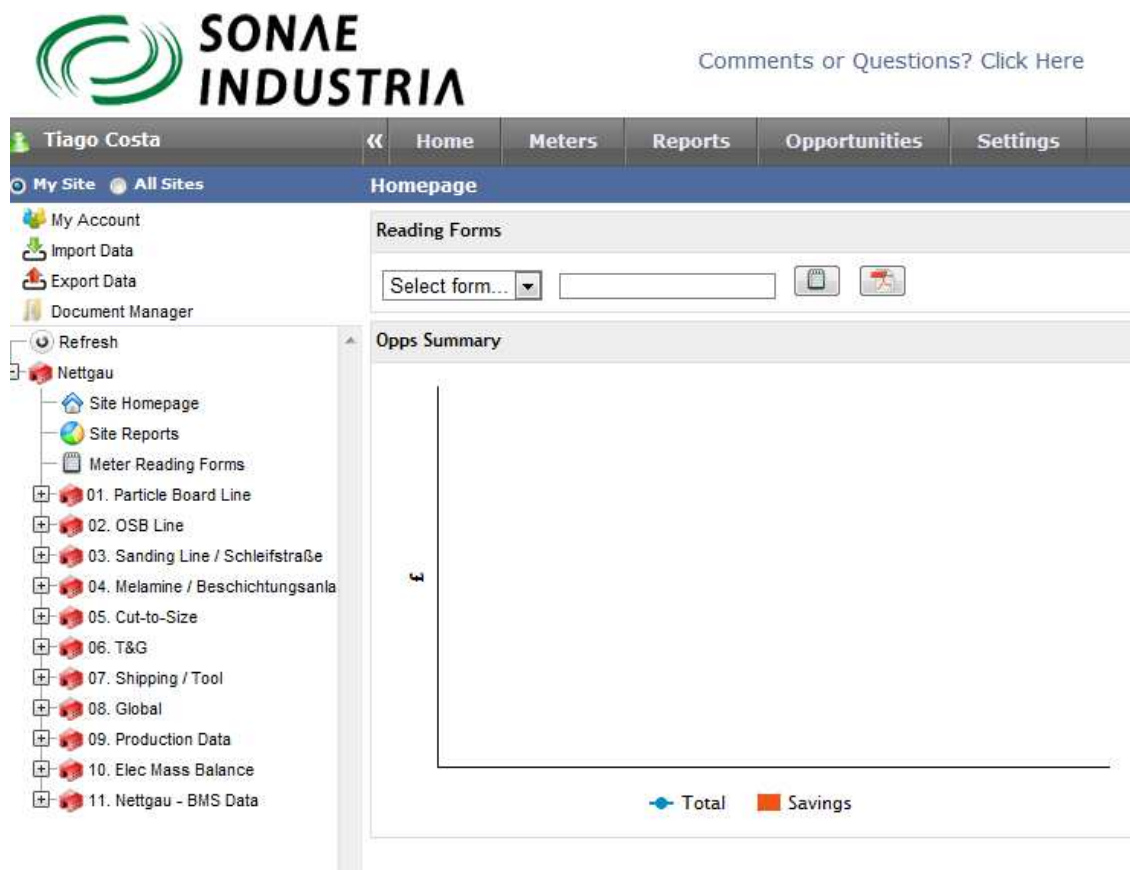 SONAE
INDUSTRIA
Comments or Questions? Click Here
Tiago Costa
« Home Meters Reports Opportunities Settings
My Site All Sites
Homepage
My Account
Import Data
Export Data
Document Manager
Refresh
Nettgau
Site Homepage
Site Reports
Meter Reading Forms
01. Particle Board Line
02. OSB Line
03. Sanding Line / Schleifstraße
04. Melamine / Beschichtungsanla
05. Cut-to-Size
06. T&G
07. Shipping / Tool
08. Global
09. Production Data
10. Elec Mass Balance
11. Nettgau - BMS Data
Reading Forms
Select form...
Opps Summary
£
Total Savings